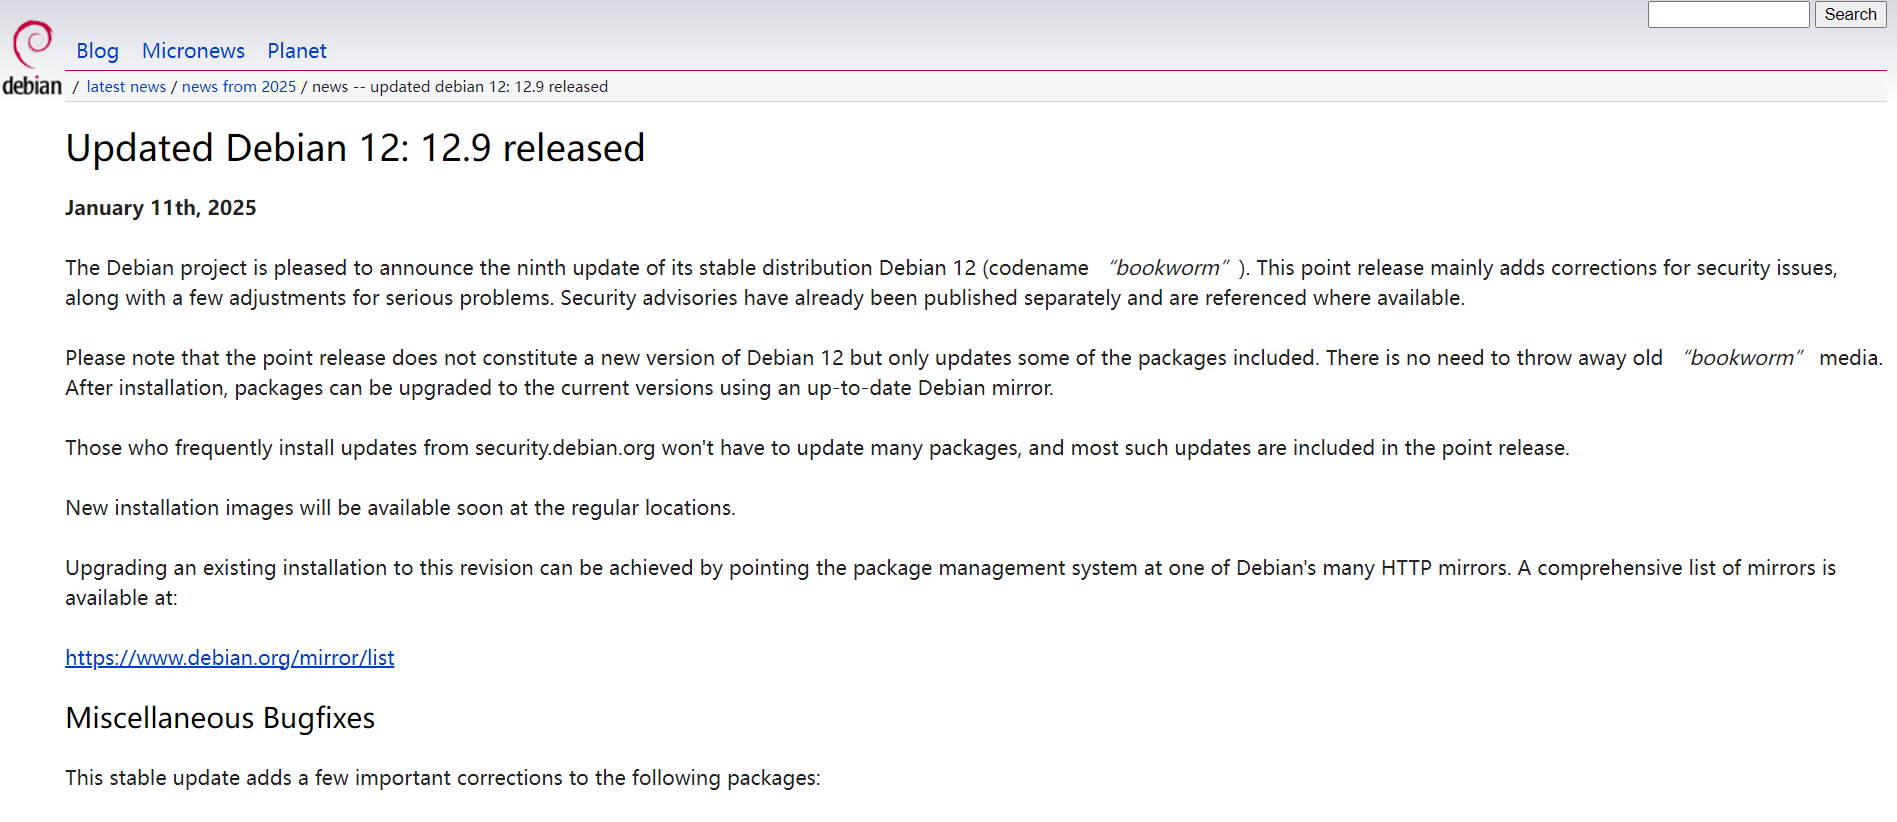 Search
Blog Micronews Planet
debian
/ latest news / news from 2025 / news -- updated debian 12: 12.9 released
Updated Debian 12: 12.9 released
January 11th, 2025
The Debian project is pleased to announce the ninth update of its stable distribution Debian 12 (codename “bookworm”). This point release mainly adds corrections for security issues,
along with a few adjustments for serious problems. Security advisories have already been published separately and are referenced where available.
Please note that the point release does not constitute a new version of Debian 12 but only updates some of the packages included. There is no need to throw away old “bookworm” media.
After installation, packages can be upgraded to the current versions using an up-to-date Debian mirror.
Those who frequently install updates from security.debian.org won't have to update many packages, and most such updates are included in the point release.
New installation images will be available soon at the regular locations.
Upgrading an existing installation to this revision can be achieved by pointing the package management system at one of Debian's many HTTP mirrors. A comprehensive list of mirrors is
available at:
https://www.debian.org/mirror/list
Miscellaneous Bugfixes
This stable update adds a few important corrections to the following packages: